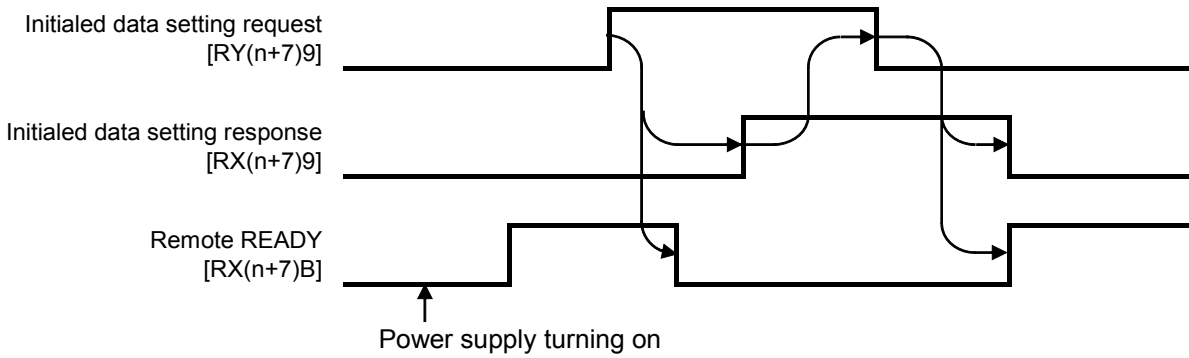 Initialed data setting request
[RY(n+7)9]
Initialed data setting response
[RX(n+7)9]
Remote READY
[RX(n+7)B]
Power supply turning on